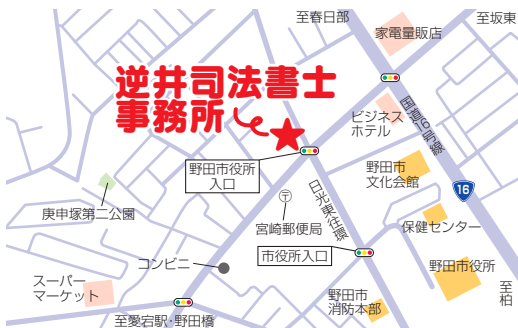 至春日部
至坂東
家電量販店
逆井司法書士
事務所
国道16号線
ビジネス
ホテル
野田市役所
入口
野田市
文化会館
16
日光東往還
庚申塚第二公園
〒
宮崎郵便局
保健センター
市役所入口
コンビニ
野田市役所
スーパー
マーケット
至柏
野田市
消防本部
至愛宕駅・野田橋